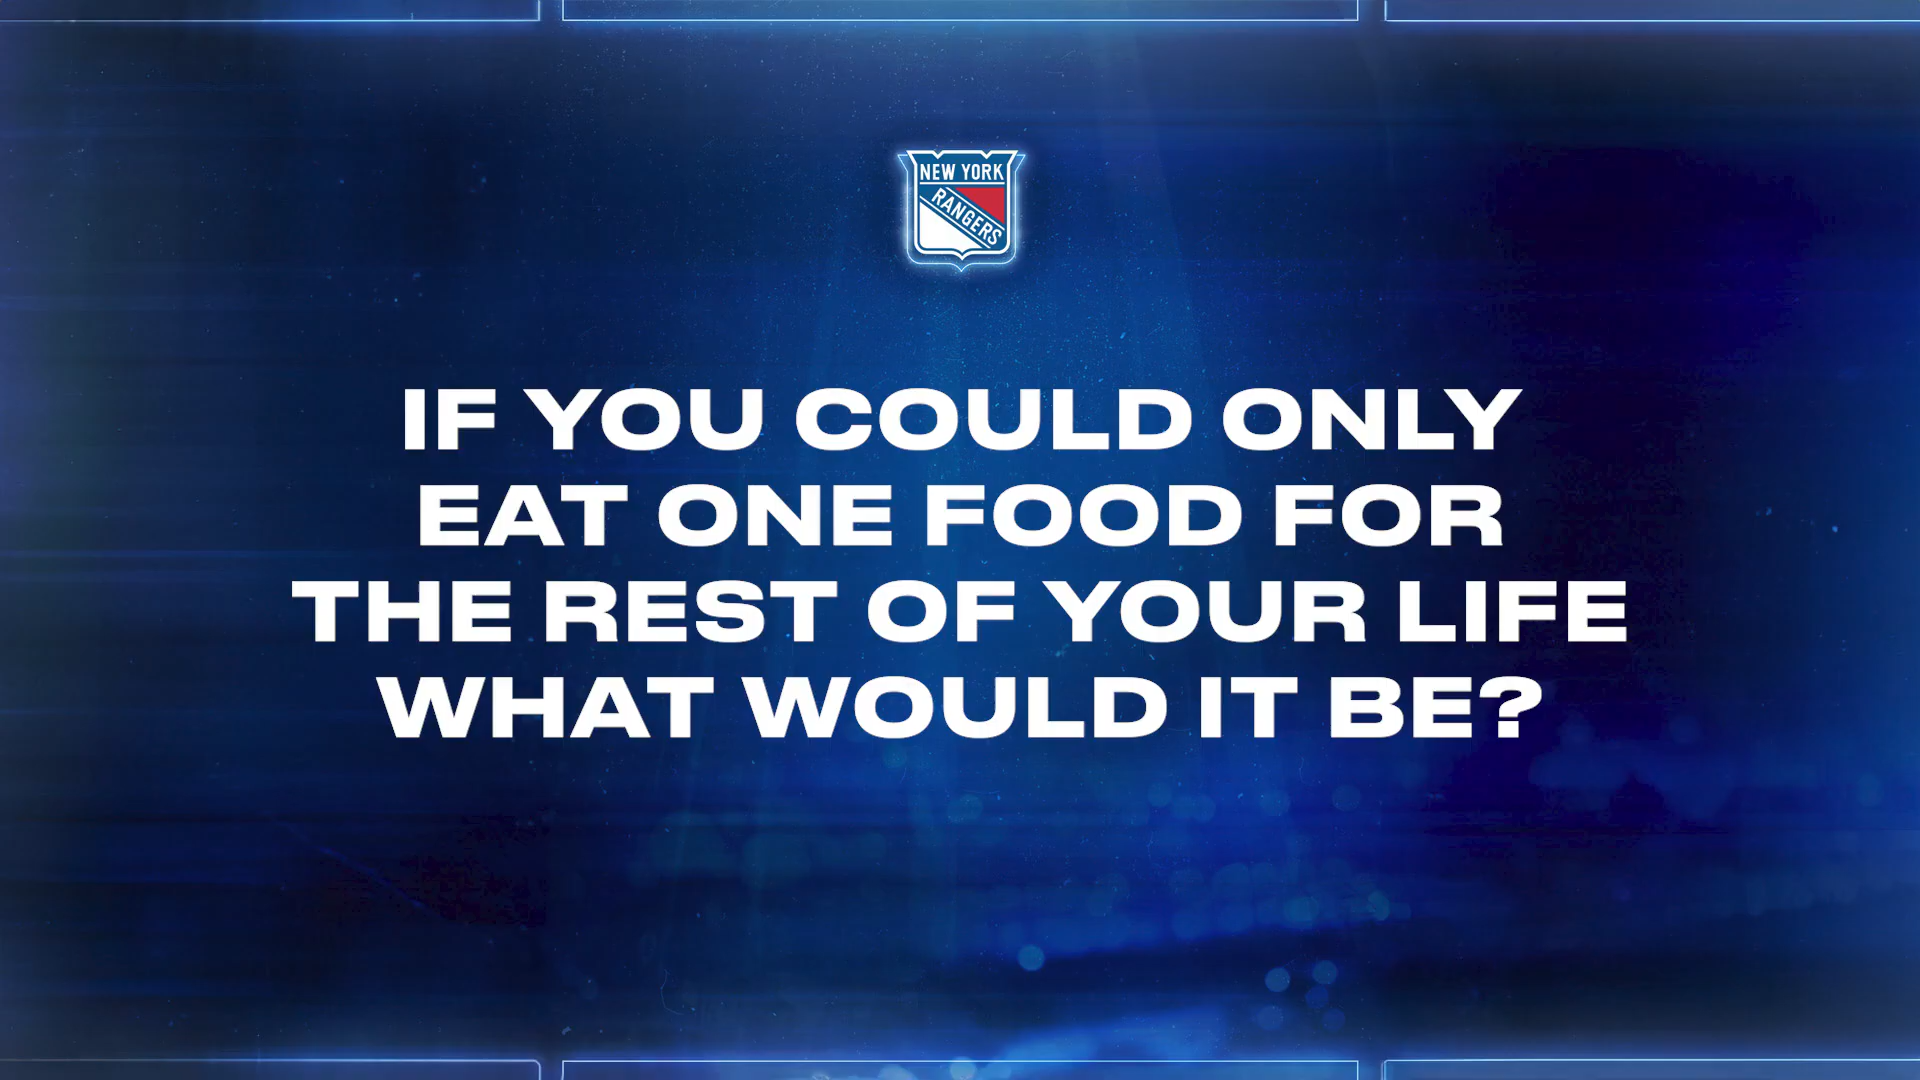 NEW YORK
RANGERS
IF YOU COULD ONLY
EAT ONE FOOD FOR
THE REST OF YOUR LIFE
WHAT WOULD IT BE?